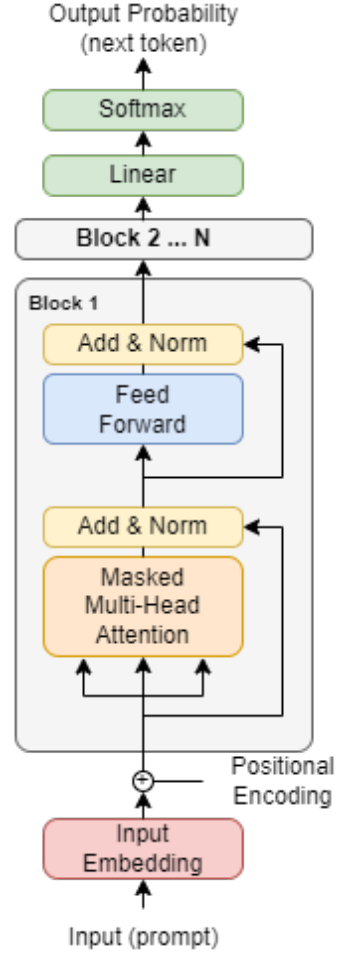 Output Probability
(next token)
Softmax
Linear
Block 2 ... N
Block 1
Add & Norm
Feed
Forward
Add & Norm
Masked
Multi-Head
Attention
+
Positional
Encoding
Input
Embedding
Input (prompt)